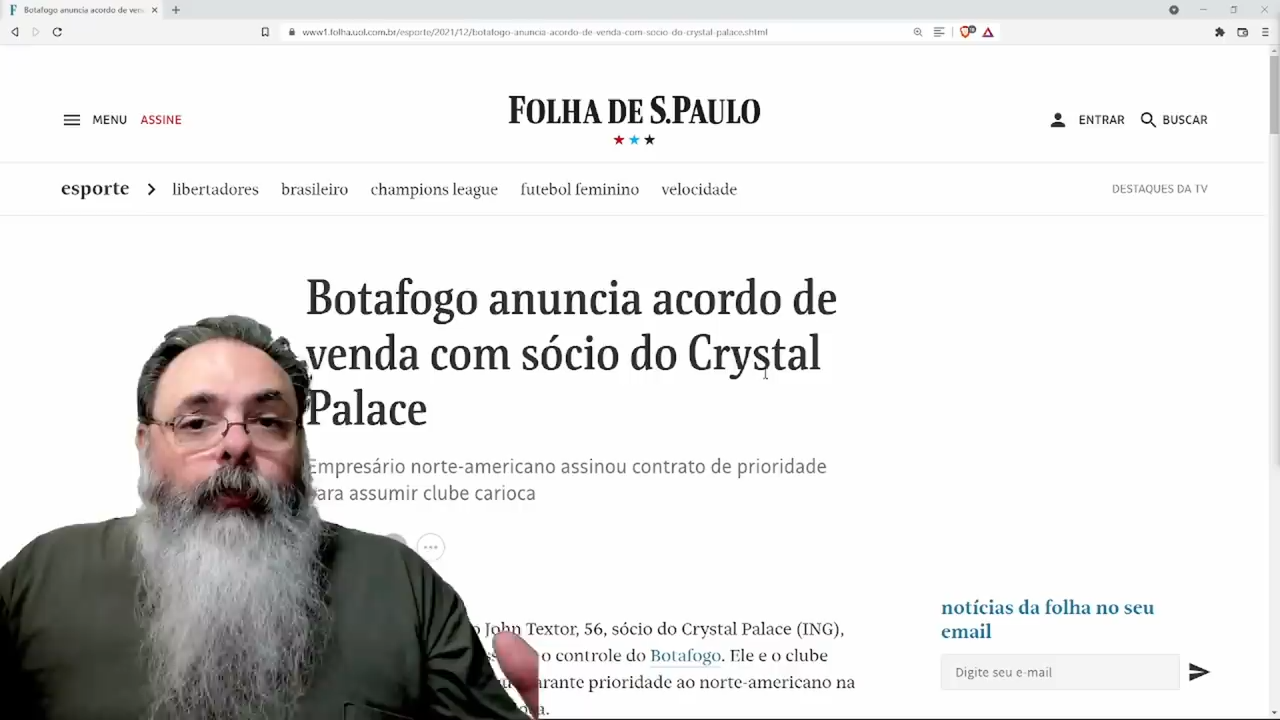 Botafogo anuncia acordo de ven
www1.folha.uol.com.br/esporte/2021/12/botafogo-anuncia-acordo-de-venda-com-socio-do-crystal-palace.shtml
MENU ASSINE
FOLHA DE S.PAULO
ENTRAR BUSCAR
esporte libertadores brasileiro champions league futebol feminino velocidade
DESTAQUES DA TV
Botafogo anuncia acordo de
venda com sócio do Crystal
Palace
Empresário norte-americano assinou contrato de prioridade
para assumir clube carioca
John Textor, 56, sócio do Crystal Palace (ING),
o controle do Botafogo. Ele e o clube
prioridade ao norte-americano na
notícias da folha no seu
email
Digite seu e-mail